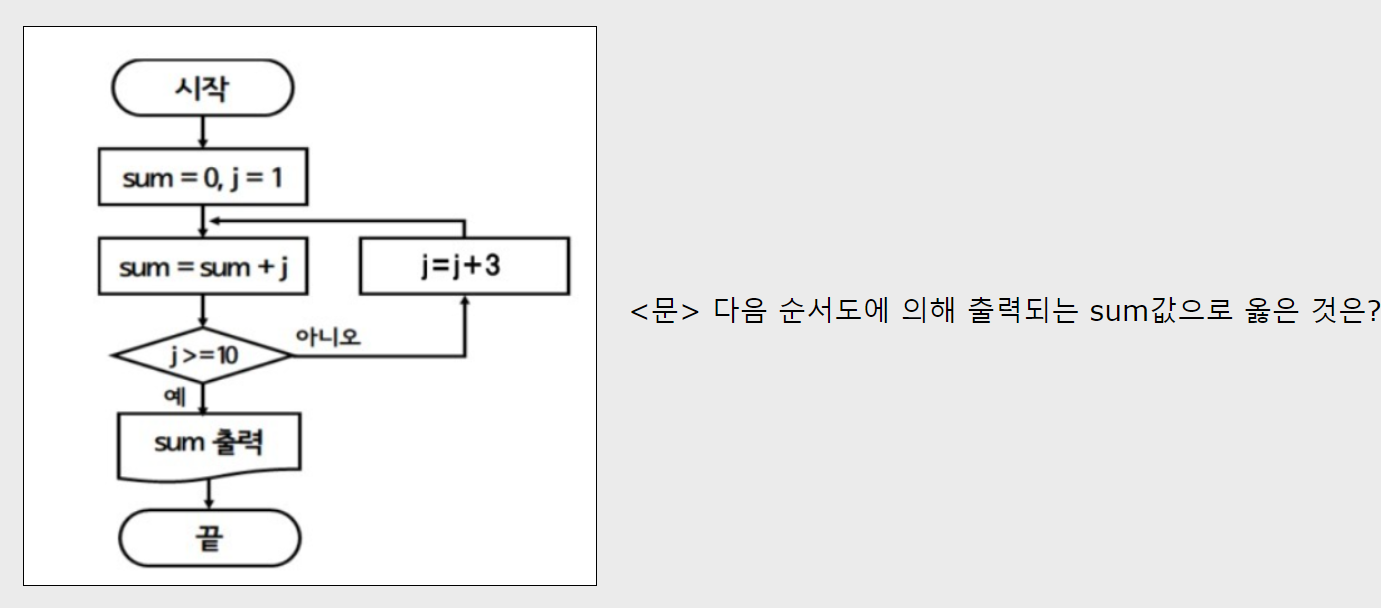 시작
sum = 0, j = 1
sum = sum + j
j=j+3
j >=10
아니오
예
sum 출력
끝
<문> 다음 순서도에 의해 출력되는 sum값으로 옳은 것은?